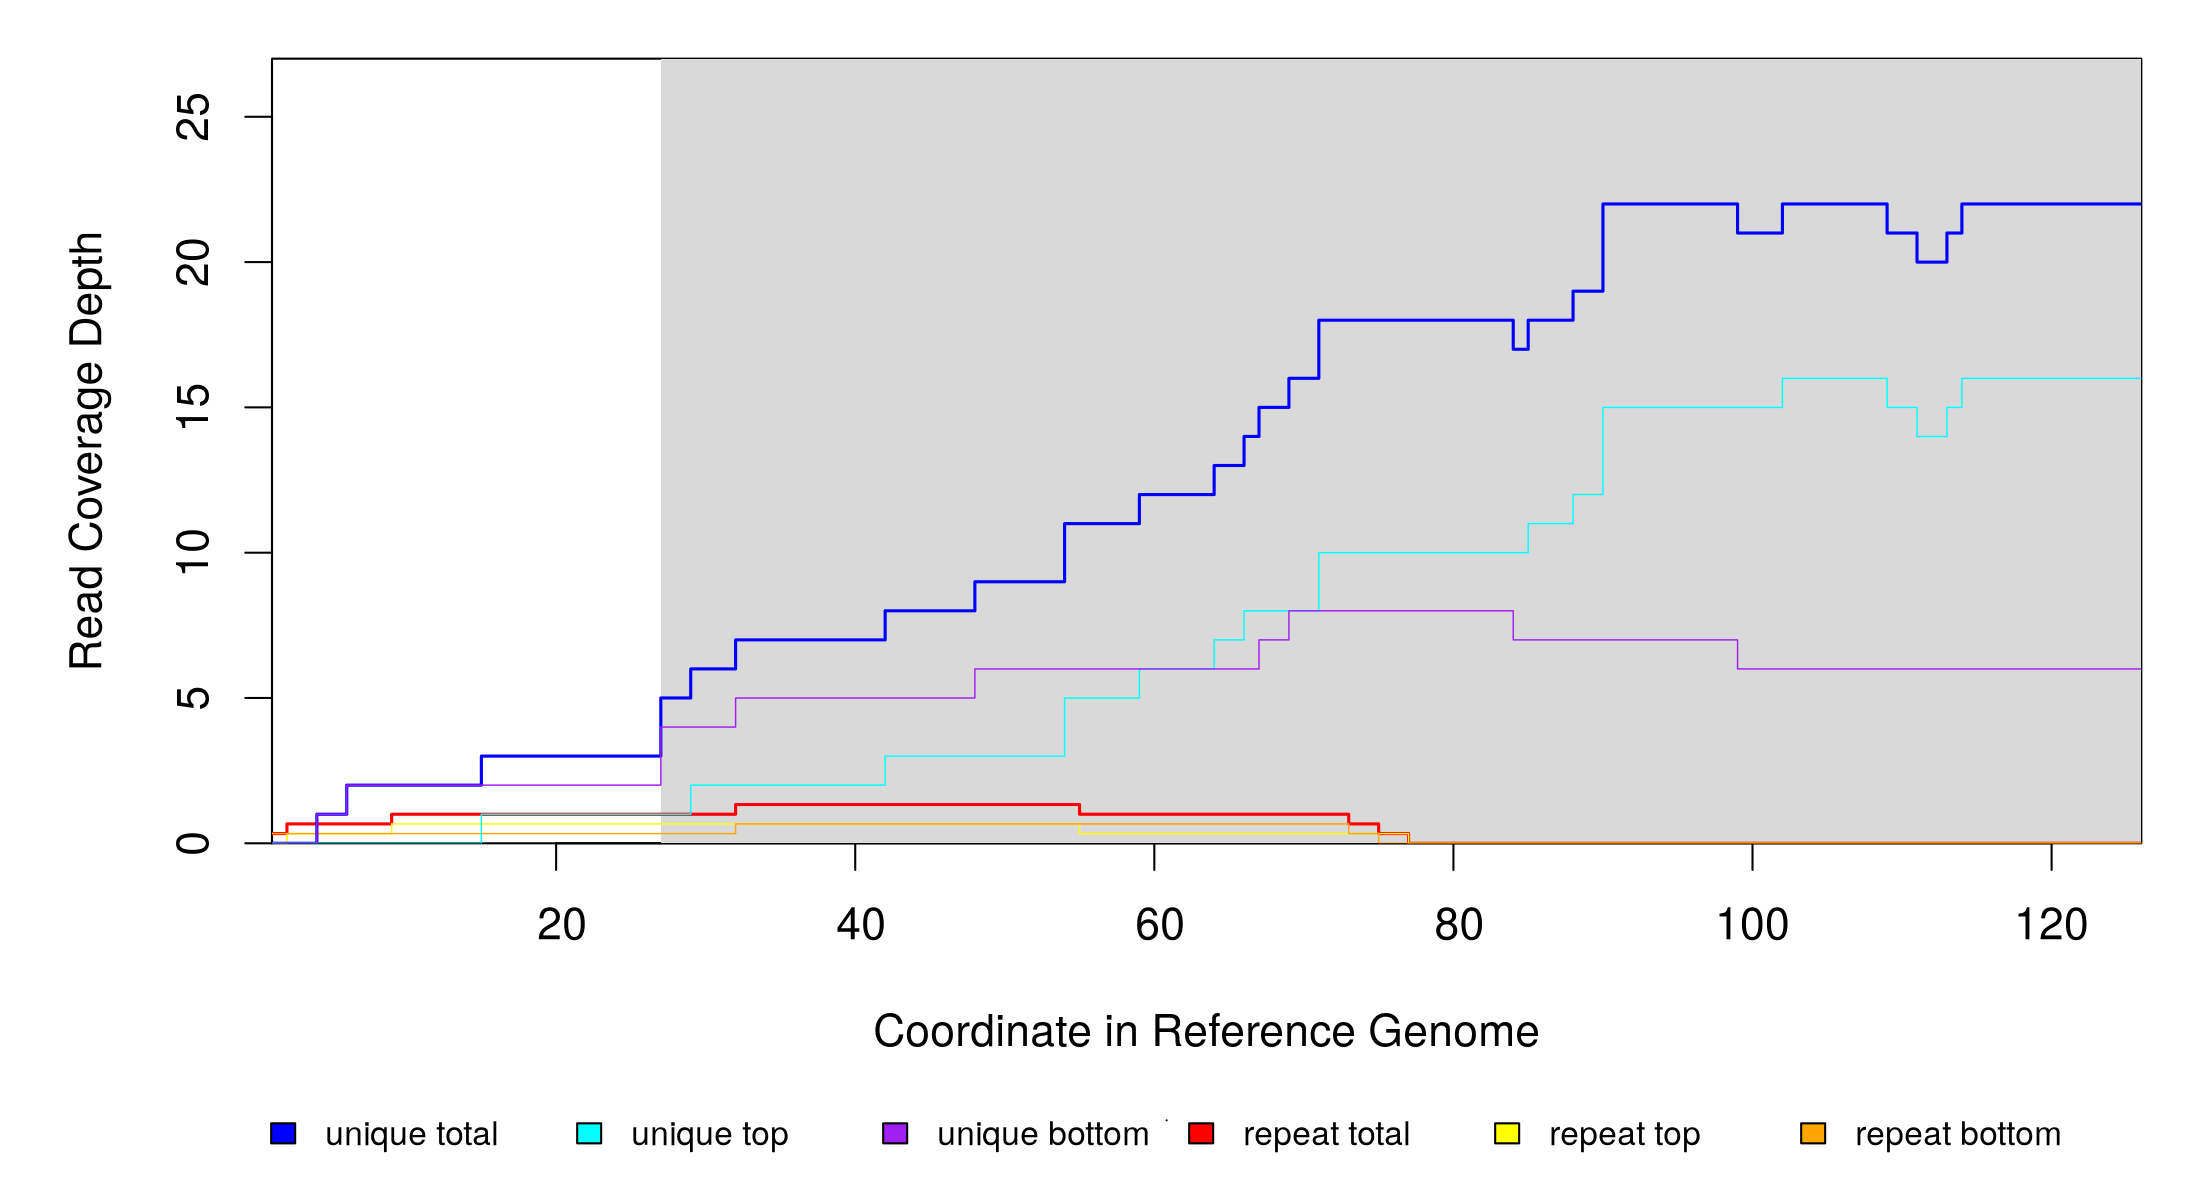 Read Coverage Depth
25
20
15
10
5
0
20 40 60 80 100 120
Coordinate in Reference Genome
unique total unique top unique bottom repeat total repeat top repeat bottom